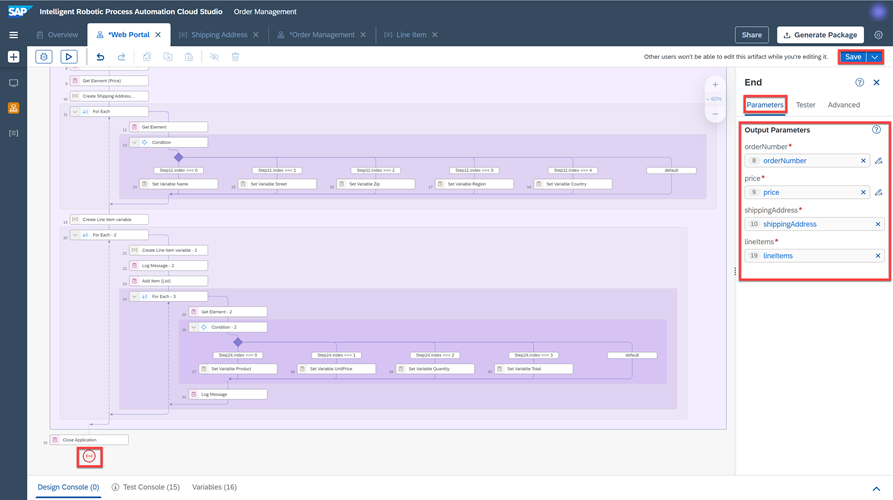 SAP Intelligent Robotic Process Automation Cloud Studio Order Management
Overview *Web Portal Shipping Address *Order Management Line Item Share Generate Package
Other users won't be able to edit this artifact while you're editing it. Save
Get Element (Price)
10 Create Shipping Address...
11 For Each
12 Get Element
13 Condition
Step11.index === 0 Step11.index === 1 Step11.index === 2 Step11.index === 3 Step11.index === 4 default
14 Set Variable Name 15 Set Variable Street 16 Set Variable Zip 17 Set Variable Region 18 Set Variable Country
19 Create Line Item variable
20 For Each - 2
21 Create Line Item variable - 2
22 Log Message - 2
23 Add Item (List)
24 For Each - 3
25 Get Element - 2
26 Condition - 2
Step24.index === 0 Step24.index === 1 Step24.index === 2 Step24.index === 3 default
27 Set Variable Product 28 Set Variable UnitPrice 29 Set Variable Quantity 30 Set Variable Total
31 Log Message
32 Close Application
End
60%
End
Parameters Tester Advanced
Output Parameters
orderNumber*
8 orderNumber
price*
9 price
shippingAddress*
10 shippingAddress
lineItems*
19 lineItems
Design Console (0) Test Console (15) Variables (16)